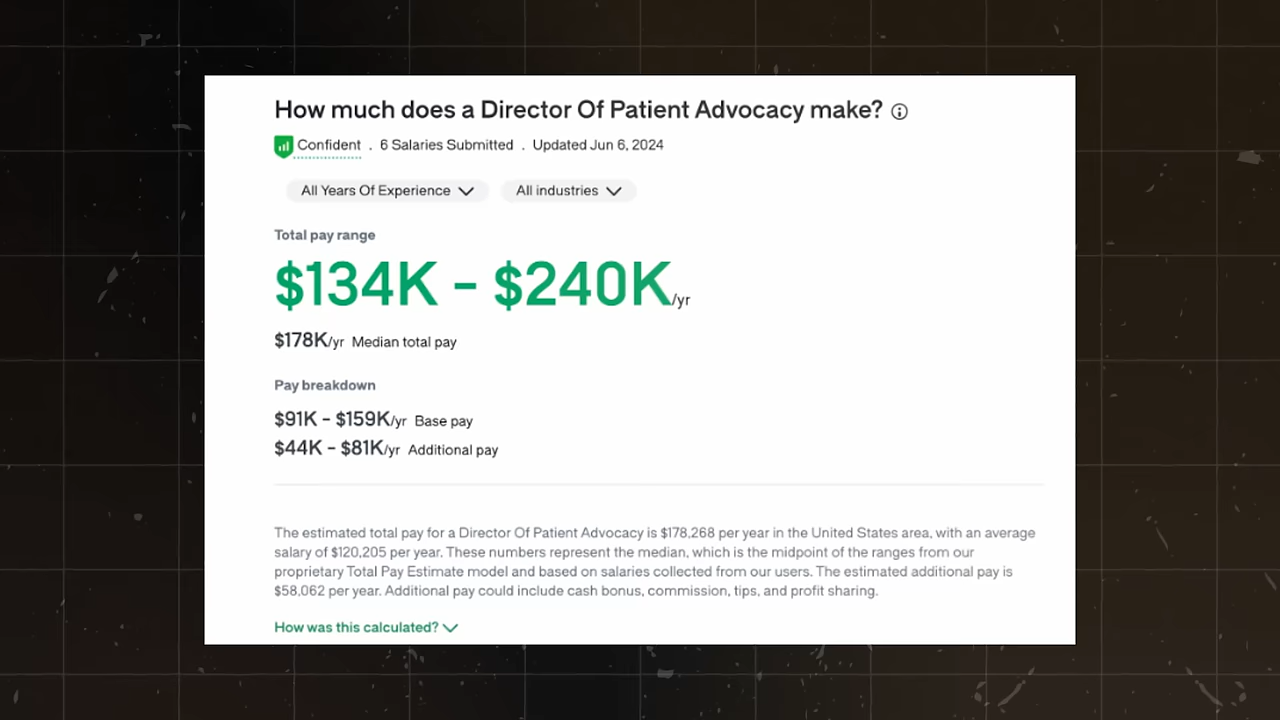 How much does a Director Of Patient Advocacy make?
Confident . 6 Salaries Submitted . Updated Jun 6, 2024
All Years Of Experience All industries
Total pay range
$134K - $240K/yr
$178K/yr Median total pay
Pay breakdown
$91K - $159K/yr Base pay
$44K - $81K/yr Additional pay
The estimated total pay for a Director Of Patient Advocacy is $178,268 per year in the United States area, with an average
salary of $120,205 per year. These numbers represent the median, which is the midpoint of the ranges from our
proprietary Total Pay Estimate model and based on salaries collected from our users. The estimated additional pay is
$58,062 per year. Additional pay could include cash bonus, commission, tips, and profit sharing.
How was this calculated?